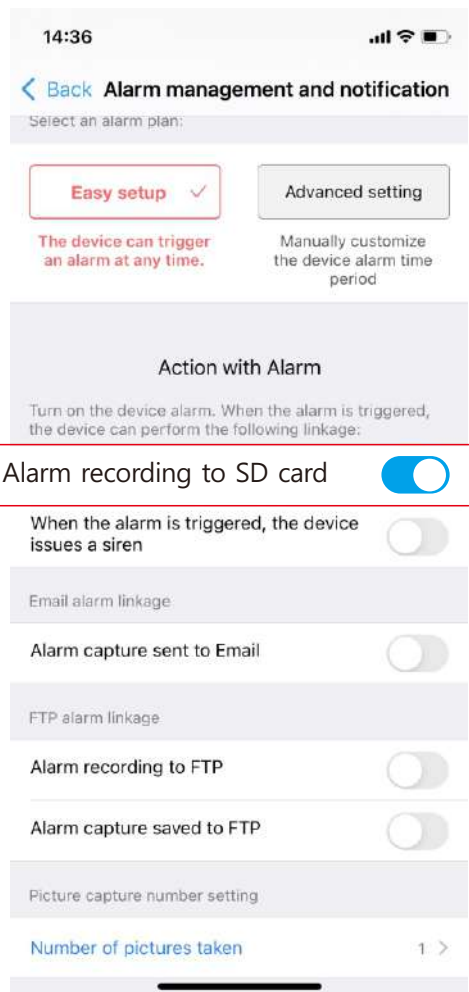 14:36
Back Alarm management and notification
Select an alarm plan:
Easy setup
Advanced setting
The device can trigger
an alarm at any time.
Manually customize
the device alarm time
period
Action with Alarm
Turn on the device alarm. When the alarm is triggered,
the device can perform the following linkage:
Alarm recording to SD card
When the alarm is triggered, the device
issues a siren
Email alarm linkage
Alarm capture sent to Email
FTP alarm linkage
Alarm recording to FTP
Alarm capture saved to FTP
Picture capture number setting
Number of pictures taken 1